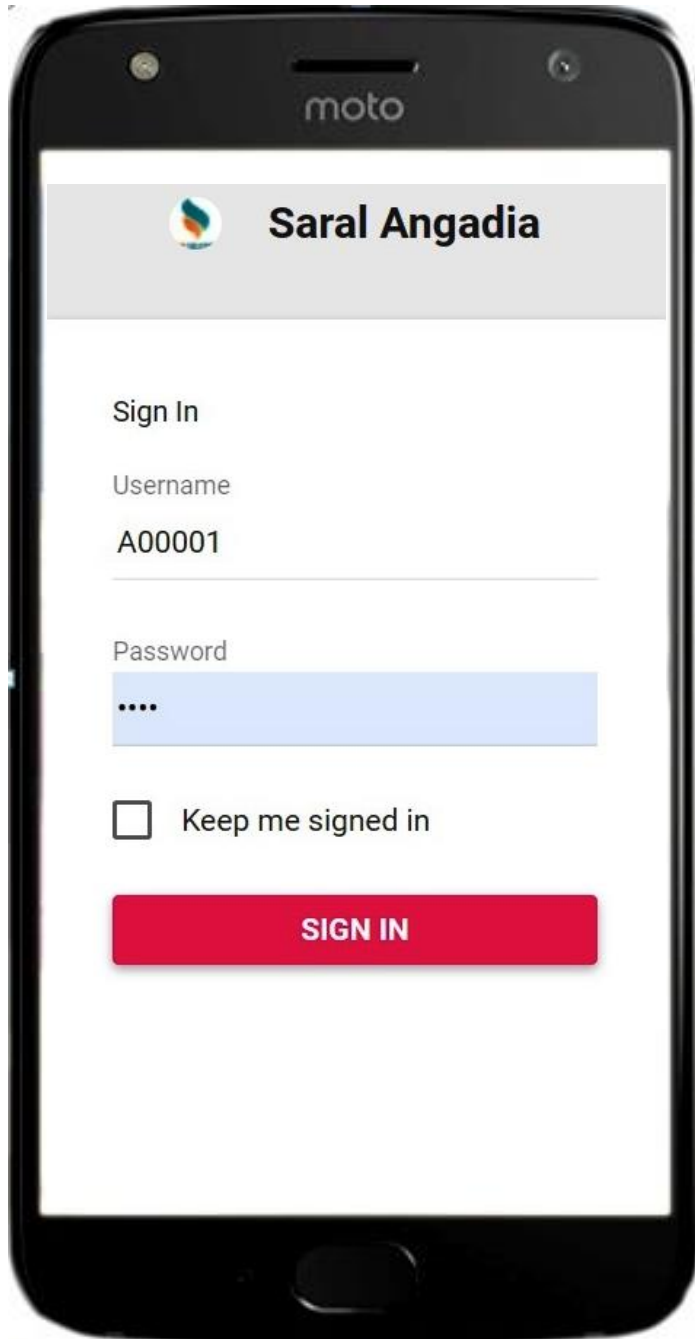 moto
Saral Angadia
Sign In
Username
A00001
Password
••••
Keep me signed in
SIGN IN